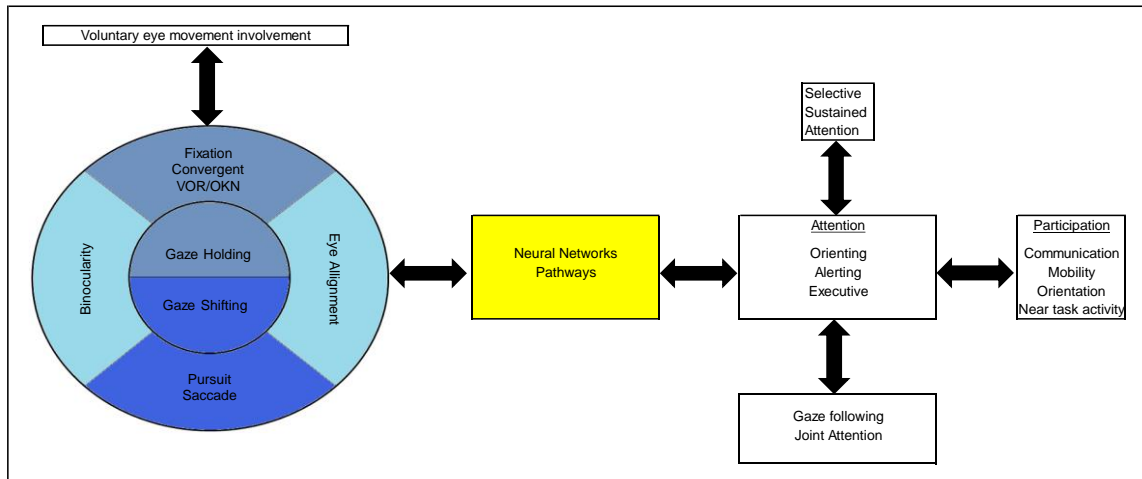 Voluntary eye movement involvement
Fixation
Convergent
VOR/OKN
Binocularity
Gaze Holding
Gaze Shifting
Eye Allignment
Pursuit
Saccade
Neural Networks
Pathways
Selective
Sustained
Attention
Attention
Orienting
Alerting
Executive
Gaze following
Joint Attention
Participation
Communication
Mobility
Orientation
Near task activity